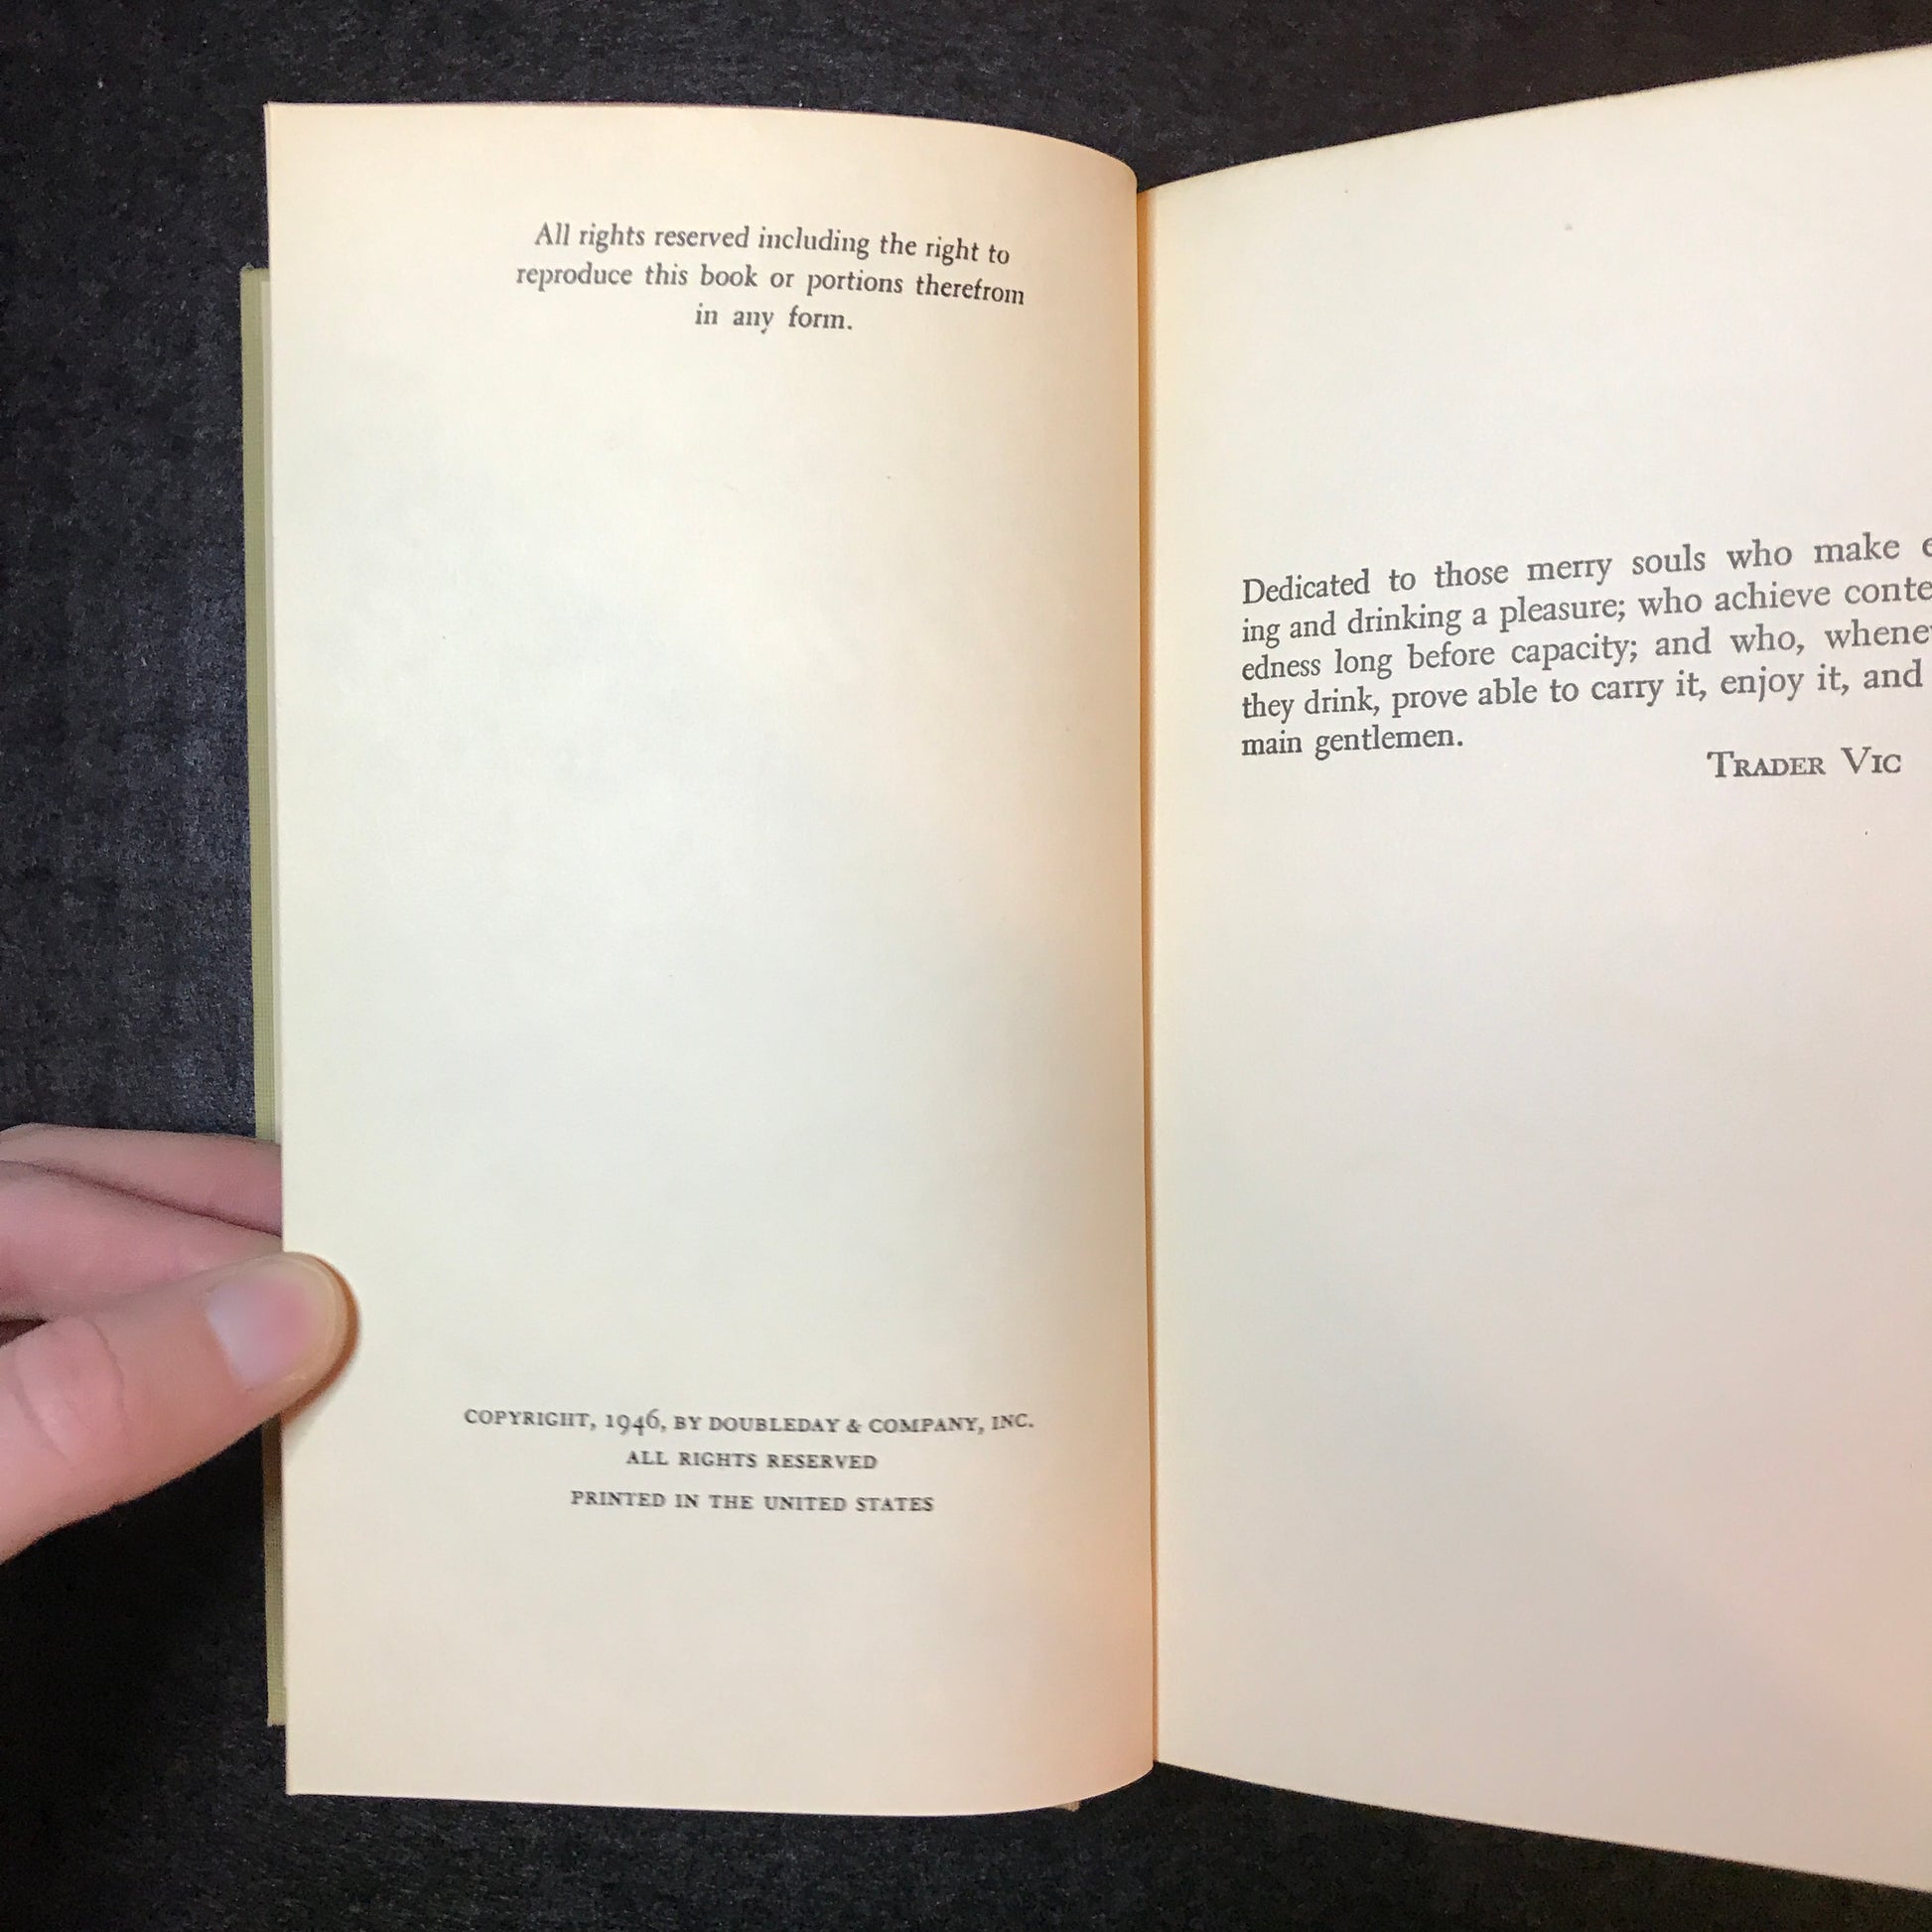 All rights reserved including the right to
reproduce this book or portions therefrom
in any form.
COPYRIGHT, 1946, BY DOUBLEDAY & COMPANY, INC.
ALL RIGHTS RESERVED
PRINTED IN THE UNITED STATES
Dedicated to those merry souls who make
ing and drinking a pleasure; who achieve conte
edness long before capacity; and who, whene
they drink, prove able to carry it, enjoy it, and
main gentlemen.
TRADER VIC